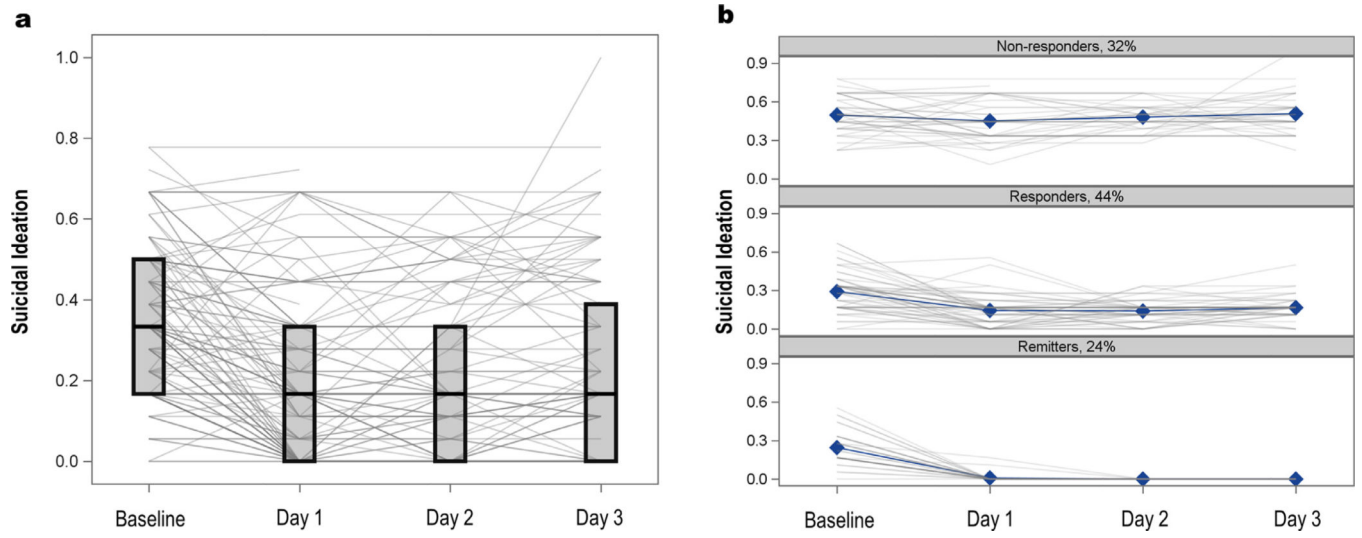 a
1.0
0.8
0.6
0.4
0.2
0.0
Suicidal Ideation
Baseline
Day 1
Day 2
Day 3
b
Non-responders, 32%
0.9
0.6
0.3
0.0
Responders, 44%
0.9
0.6
0.3
0.0
Remitters, 24%
0.9
0.6
0.3
0.0
Suicidal Ideation
Baseline
Day 1
Day 2
Day 3